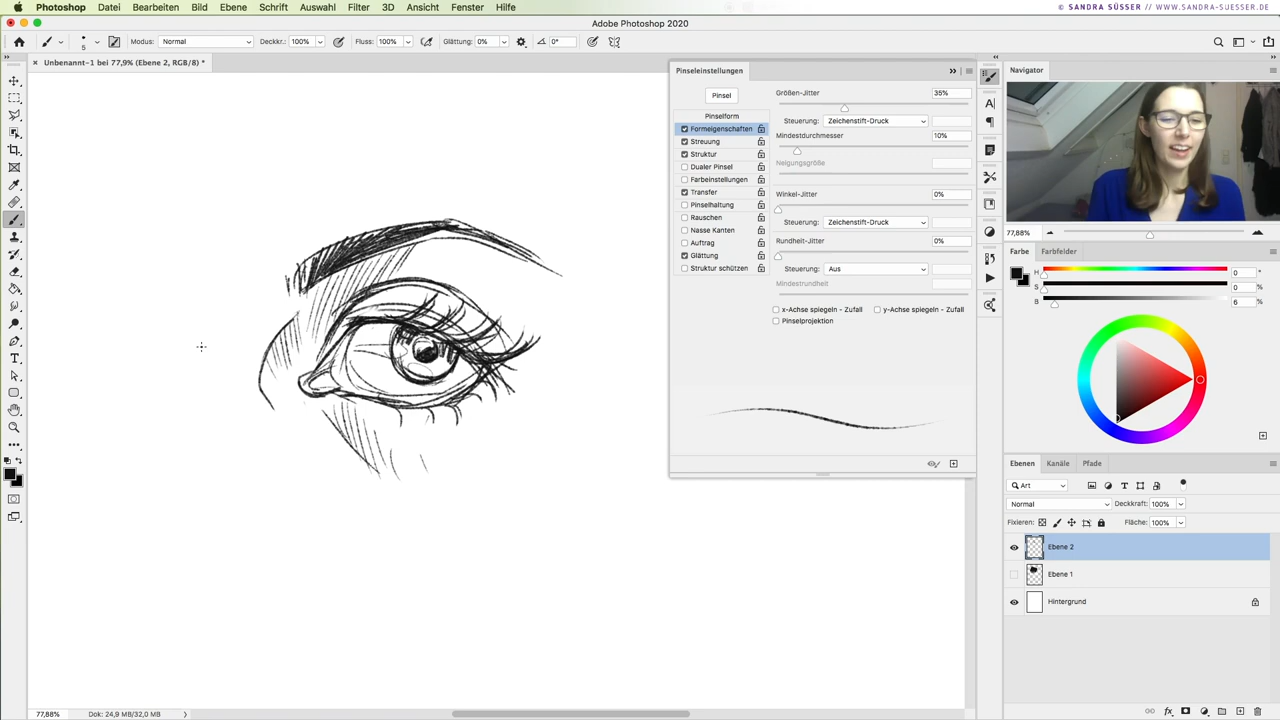 Photoshop Datei Bearbeiten Bild Ebene Schrift Auswahl Filter 3D Ansicht Fenster Hilfe
© SANDRA SÜSSER // WWW.SANDRA-SUESSER.DE
Adobe Photoshop 2020
5 Modus: Normal Deckkr.: 100% Fluss: 100% Glättung: 0% 0°
Unbenannt-1 bei 77,9% (Ebene 2, RGB/8) *
Pinseleinstellungen
Pinsel
Pinselform
Formeigenschaften
Streuung
Struktur
Dualer Pinsel
Farbeinstellungen
Transfer
Pinselhaltung
Rauschen
Nasse Kanten
Auftrag
Glättung
Struktur schützen
Größen-Jitter 35%
Steuerung: Zeichenstift-Druck
Mindestdurchmesser 10%
Neigungsgröße
Winkel-Jitter 0%
Steuerung: Zeichenstift-Druck
Rundheit-Jitter 0%
Steuerung: Aus
Mindestrundheit
x-Achse spiegeln - Zufall y-Achse spiegeln - Zufall
Pinselprojektion
Navigator
77,88%
Farbe Farbfelder
H 0 °
S 0 %
B 6 %
Ebenen Kanäle Pfade
Art
Normal Deckkraft: 100%
Fixieren: Fläche: 100%
Ebene 2
Ebene 1
Hintergrund
fx
77,88% Dok: 24,9 MB/32,0 MB